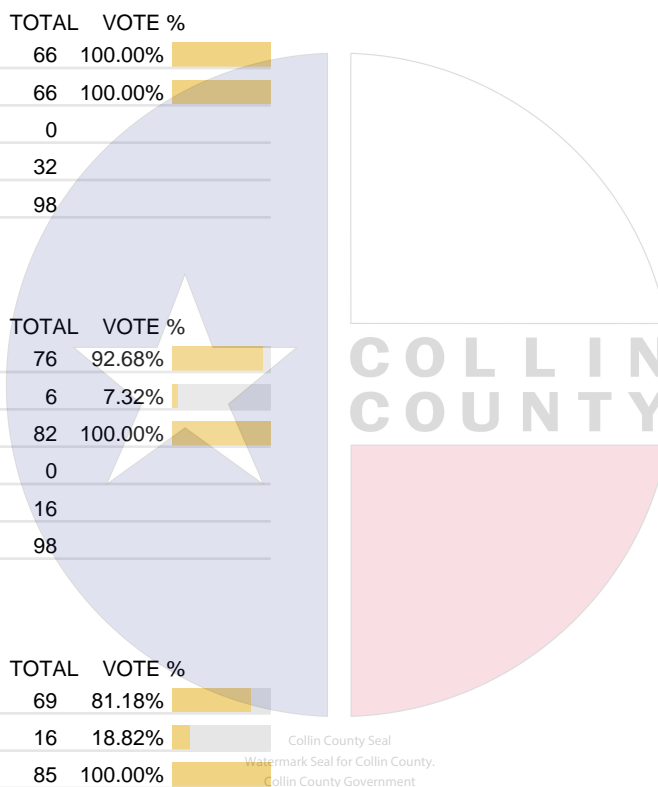 TOTAL VOTE %
66 100.00%
66 100.00%
0
32
98
TOTAL VOTE %
76 92.68%
6 7.32%
82 100.00%
0
16
98
COLLIN
COUNTY
TOTAL VOTE %
69 81.18%
16 18.82%
85 100.00%
Collin County Seal
Watermark Seal for Collin County.
Collin County Government